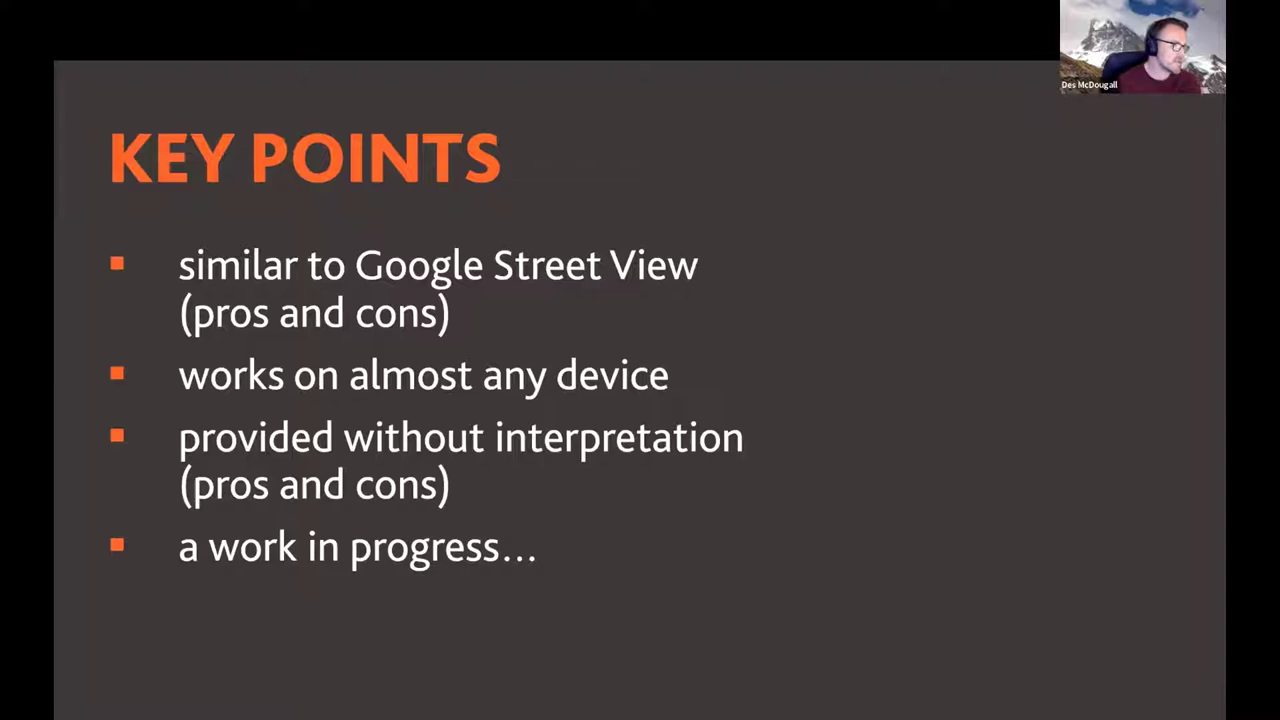 Des McDougall
KEY POINTS
▪ similar to Google Street View
(pros and cons)
▪ works on almost any device
▪ provided without interpretation
(pros and cons)
▪ a work in progress…